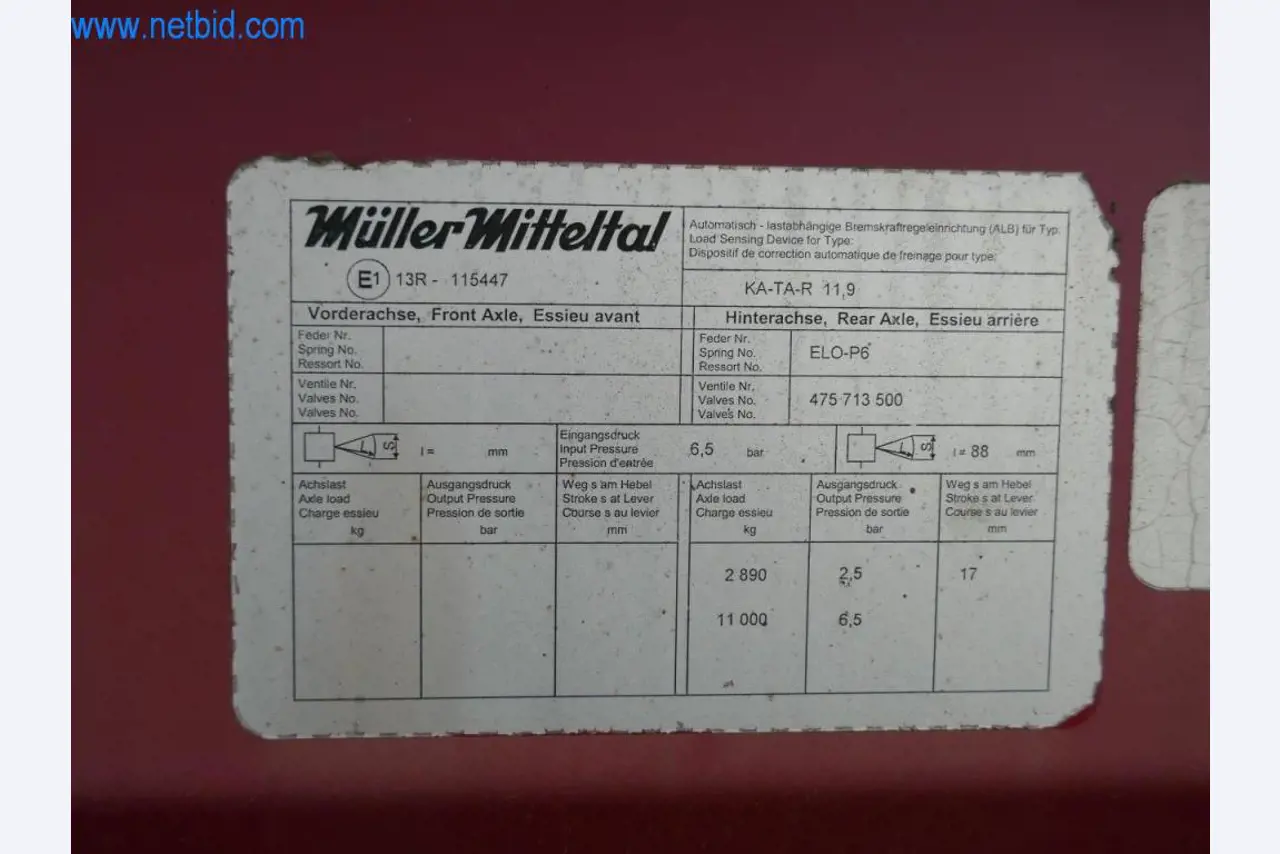 www.netbid.com
Müller Mitteltal
E1 13R - 115447
Automatisch - lastabhängige Bremskraftregeleinrichtung (ALB) für Typ:
Load Sensing Device for Type:
Dispositif de correction automatique de freinage pour type:
KA-TA-R 11,9
Vorderachse, Front Axle, Essieu avant
Hinterachse, Rear Axle, Essieu arrière
Feder Nr.
Spring No.
Ressort No.
Feder Nr.
Spring No.
Ressort No.
ELO-P6
Ventile Nr.
Valves No.
Valves No.
Ventile Nr.
Valves No.
Valves No.
475 713 500
L S l = mm
Eingangsdruck
Input Pressure
Pression d'entrée
6,5 bar
L S l = 88 mm
Achslast
Axle load
Charge essieu
kg
Ausgangsdruck
Output Pressure
Pression de sortie
bar
Weg s am Hebel
Stroke s at Lever
Course s au levier
mm
Achslast
Axle load
Charge essieu
kg
Ausgangsdruck
Output Pressure
Pression de sortie
bar
Weg s am Hebel
Stroke s at Lever
Course s au levier
mm
2 890 2,5 17
11 000 6,5